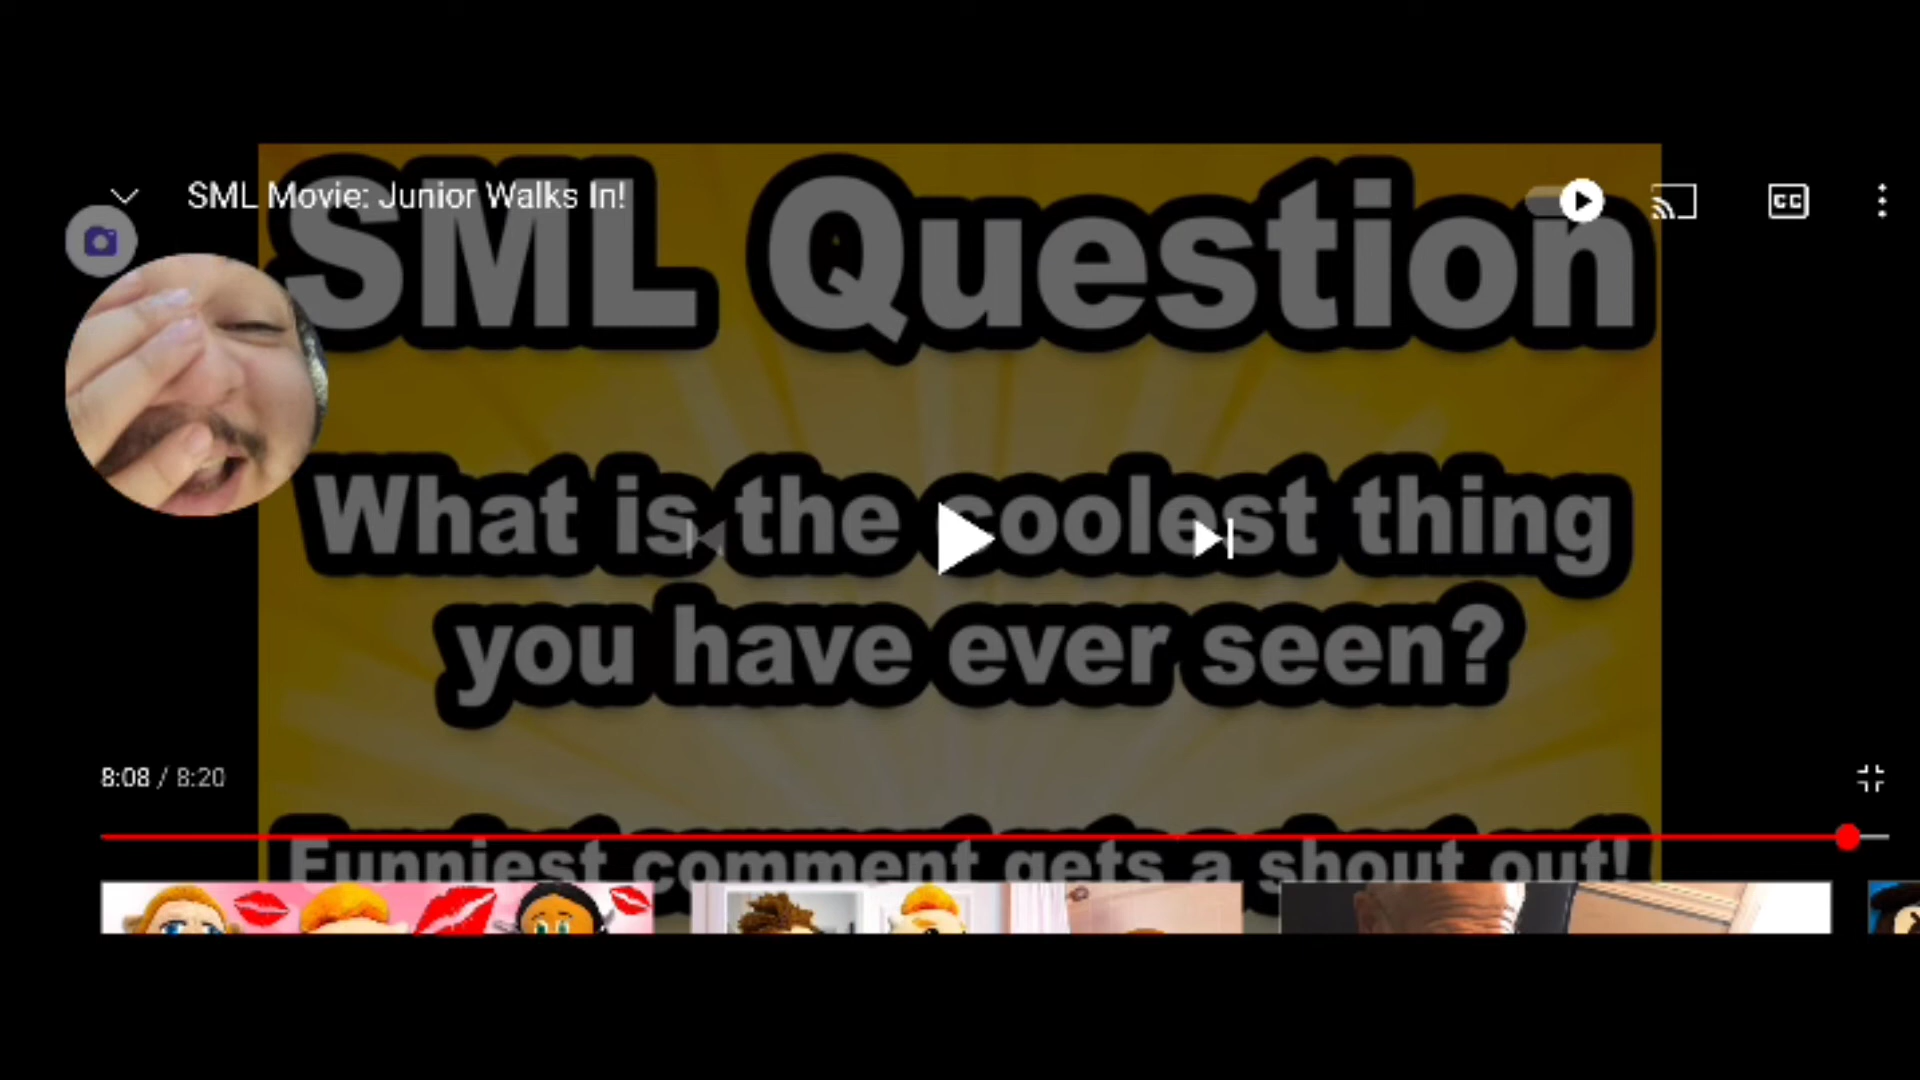 SML Movie: Junior Walks In!
CC
SML Question
What is the coolest thing
you have ever seen?
8:08 / 8:20
Funniest comment gets a shout out!